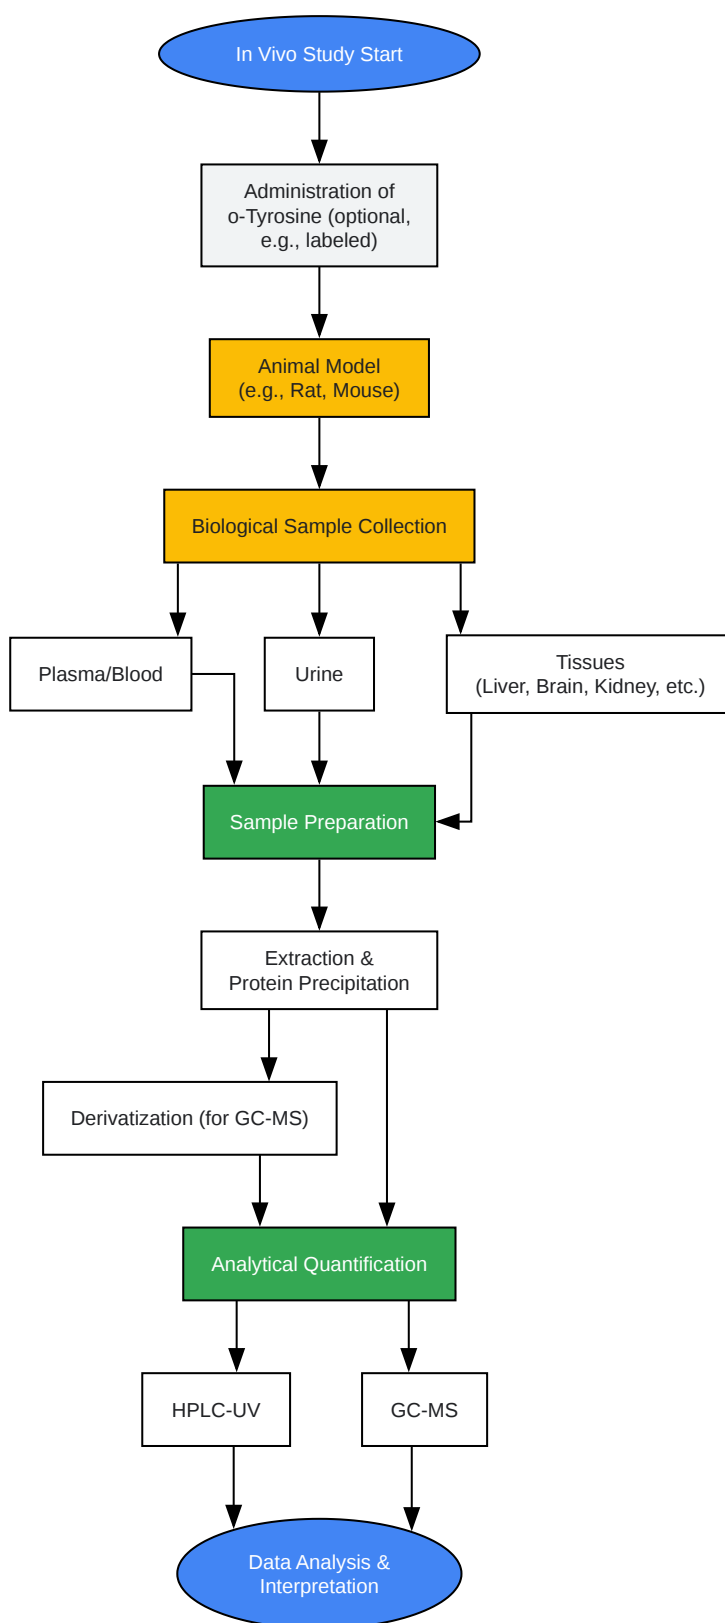 In Vivo Study Start
Administration of
o-Tyrosine (optional,
e.g., labeled)
Animal Model
(e.g., Rat, Mouse)
Biological Sample Collection
Plasma/Blood
Urine
Tissues
(Liver, Brain, Kidney, etc.)
Sample Preparation
Extraction &
Protein Precipitation
Derivatization (for GC-MS)
Analytical Quantification
HPLC-UV
GC-MS
Data Analysis &
Interpretation